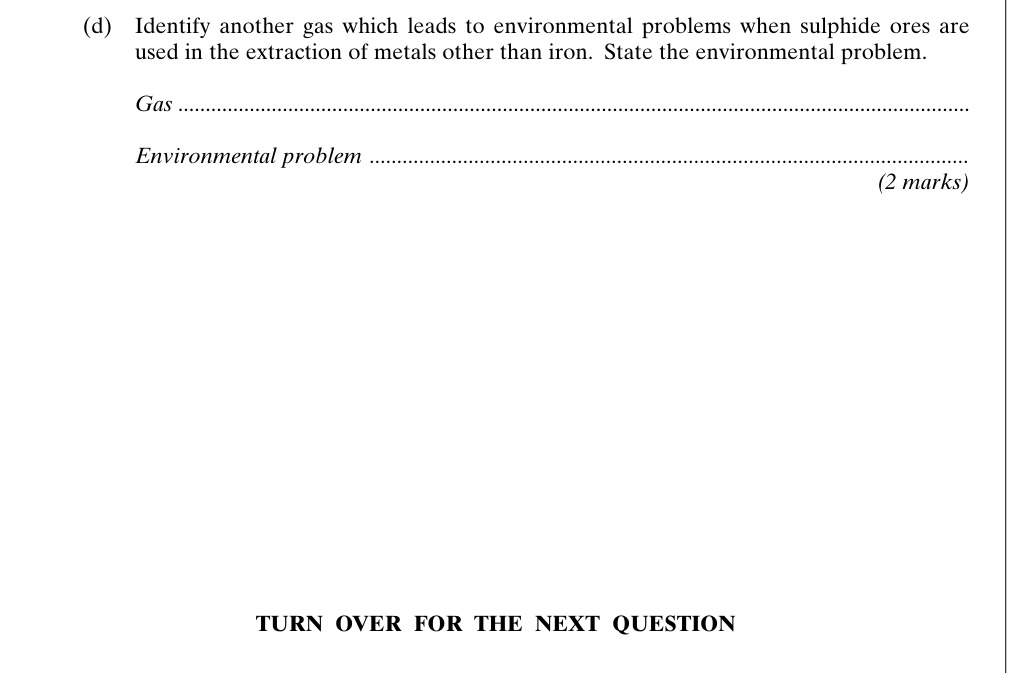 (d) Identify another gas which leads to environmental problems when sulphide ores are
used in the extraction of metals other than iron. State the environmental problem.
Gas ..........................................................................................................................
Environmental problem ............................................................................................
(2 marks)
TURN OVER FOR THE NEXT QUESTION